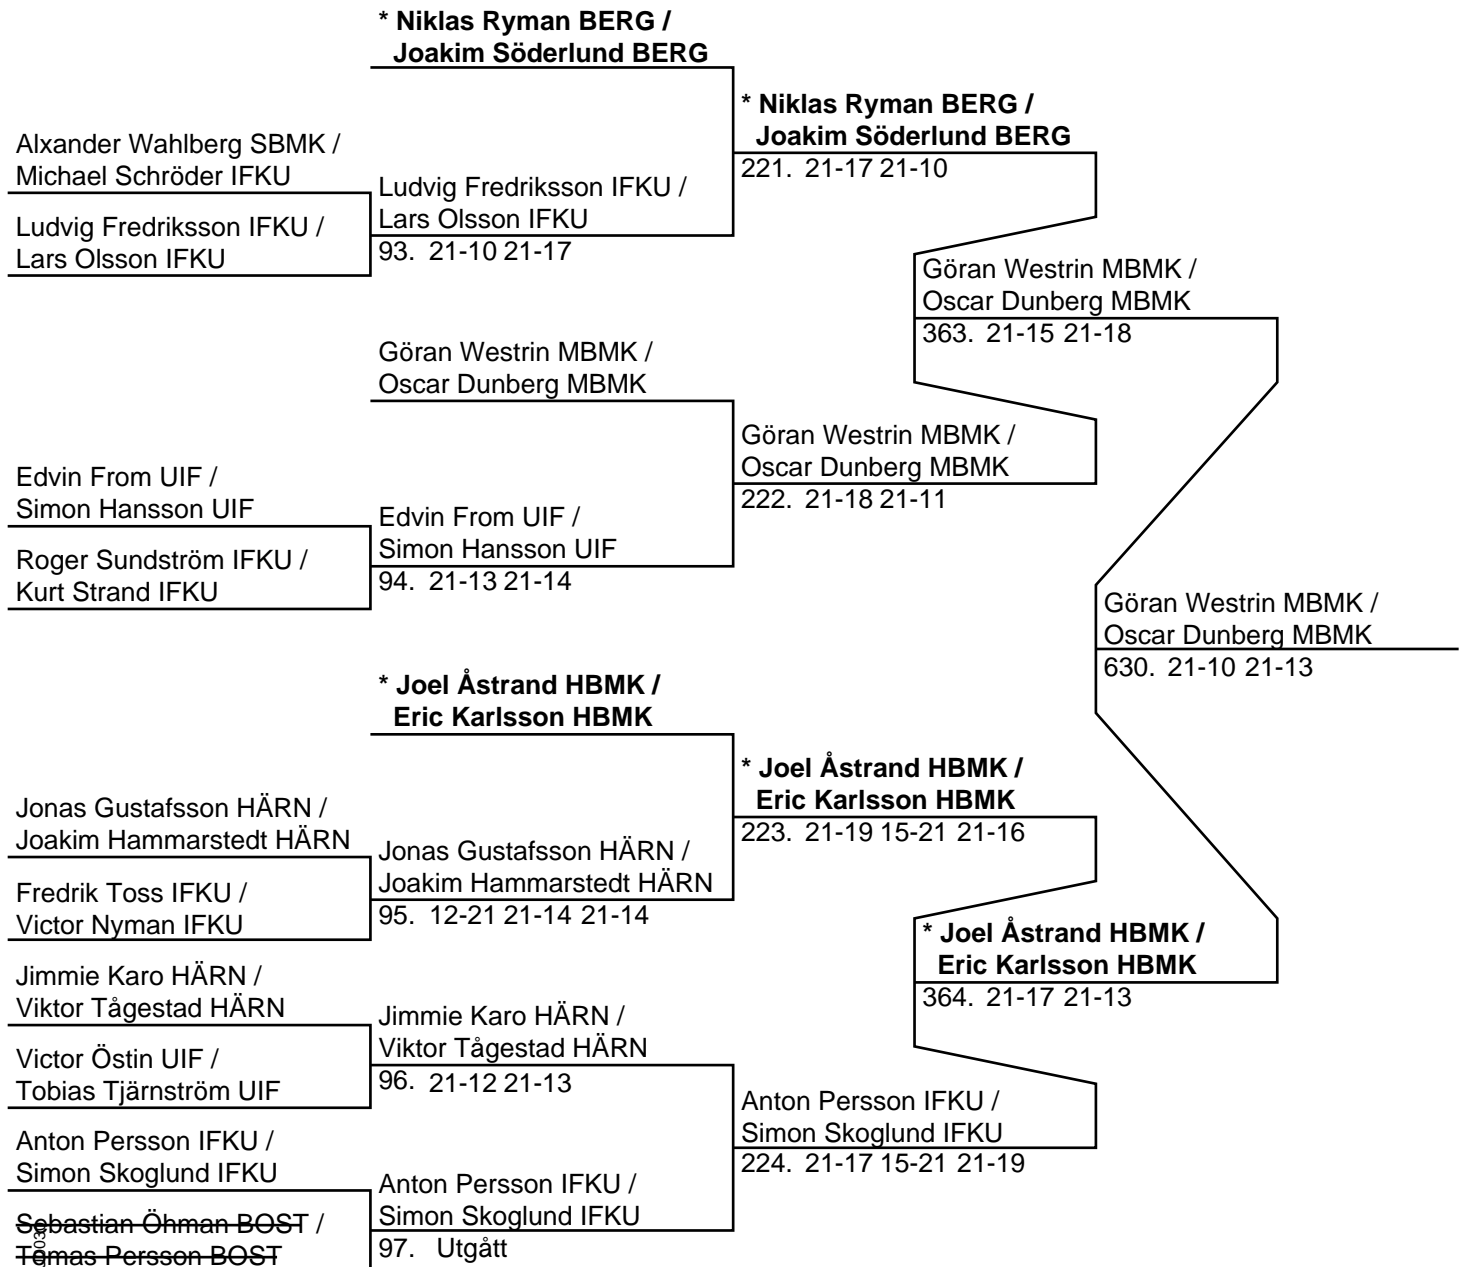 * Niklas Ryman BERG /
Joakim Söderlund BERG
* Niklas Ryman BERG /
Joakim Söderlund BERG
221. 21-17 21-10
Alxander Wahlberg SBMK /
Michael Schröder IFKU
Ludvig Fredriksson IFKU /
Lars Olsson IFKU
93. 21-10 21-17
Ludvig Fredriksson IFKU /
Lars Olsson IFKU
Göran Westrin MBMK /
Oscar Dunberg MBMK
363. 21-15 21-18
Göran Westrin MBMK /
Oscar Dunberg MBMK
Göran Westrin MBMK /
Oscar Dunberg MBMK
222. 21-18 21-11
Edvin From UIF /
Simon Hansson UIF
Edvin From UIF /
Simon Hansson UIF
94. 21-13 21-14
Roger Sundström IFKU /
Kurt Strand IFKU
Göran Westrin MBMK /
Oscar Dunberg MBMK
630. 21-10 21-13
* Joel Åstrand HBMK /
Eric Karlsson HBMK
* Joel Åstrand HBMK /
Eric Karlsson HBMK
223. 21-19 15-21 21-16
Jonas Gustafsson HÄRN /
Joakim Hammarstedt HÄRN
Jonas Gustafsson HÄRN /
Joakim Hammarstedt HÄRN
95. 12-21 21-14 21-14
Fredrik Toss IFKU /
Victor Nyman IFKU
* Joel Åstrand HBMK /
Eric Karlsson HBMK
364. 21-17 21-13
Jimmie Karo HÄRN /
Viktor Tågestad HÄRN
Jimmie Karo HÄRN /
Viktor Tågestad HÄRN
96. 21-12 21-13
Victor Östin UIF /
Tobias Tjärnström UIF
Anton Persson IFKU /
Simon Skoglund IFKU
224. 21-17 15-21 21-19
Anton Persson IFKU /
Simon Skoglund IFKU
Anton Persson IFKU /
Simon Skoglund IFKU
97. Utgått
Sebastian Öhman BOST /
Tomas Persson BOST